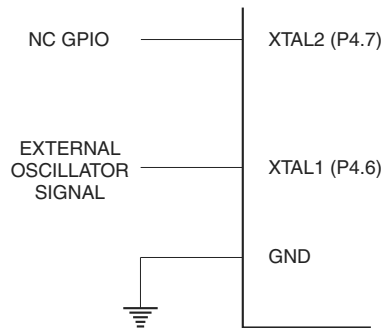 NC GPIO
XTAL2 (P4.7)
EXTERNAL
OSCILLATOR
SIGNAL
XTAL1 (P4.6)
GND